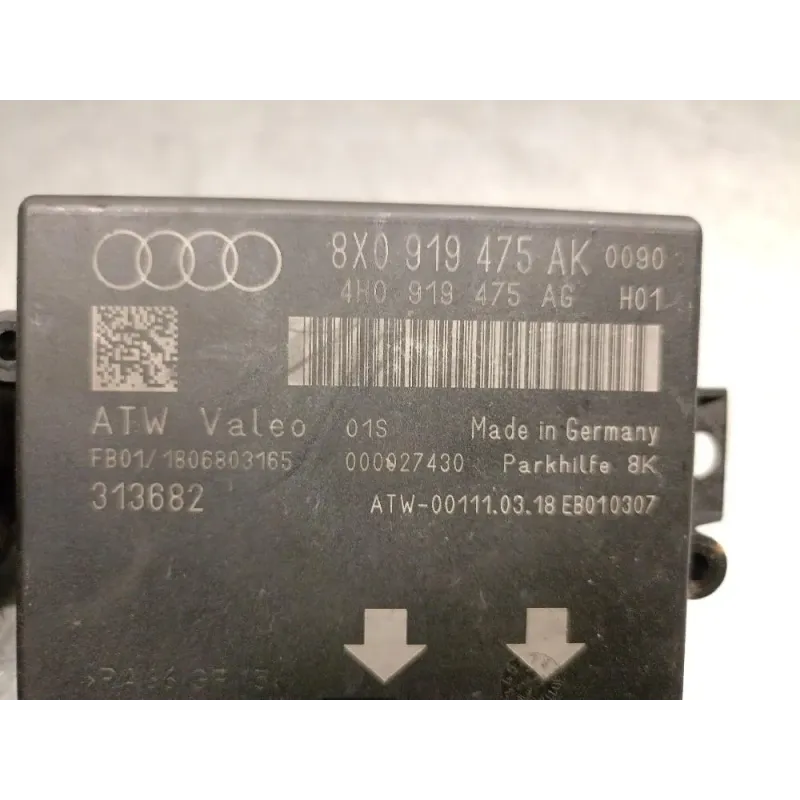 8X0 919 475 AK 0090
4H0 919 475 AG H01
ATW Valeo 01S Made in Germany
FB01/1806803165 000027430 Parkhilfe 8K
313682 ATW-00111.03.18 EB010307